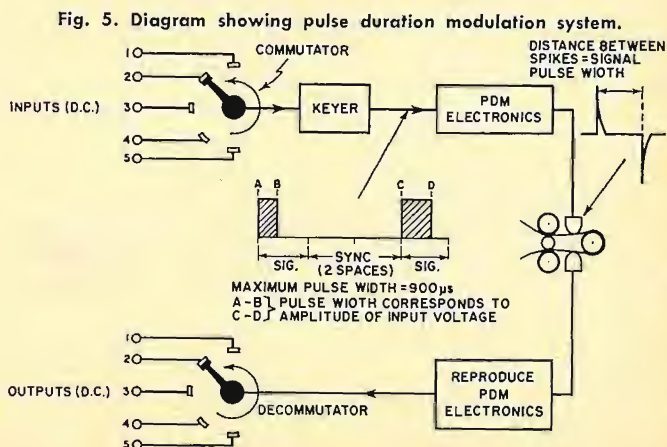 Fig. 5. Diagram showing pulse duration modulation system.
COMMUTATOR
DISTANCE BETWEEN
SPIKES=SIGNAL
PULSE WIDTH
INPUTS (D.C.)
1
2
3
4
5
KEYER
PDM
ELECTRONICS
A B
C D
SIG.
SYNC
(2 SPACES)
SIG.
MAXIMUM PULSE WIDTH=900μs
A-B} PULSE WIDTH CORRESPONDS TO
C-D} AMPLITUDE OF INPUT VOLTAGE
OUTPUTS (D.C.)
1
2
3
4
5
DECOMMUTATOR
REPRODUCE
PDM
ELECTRONICS